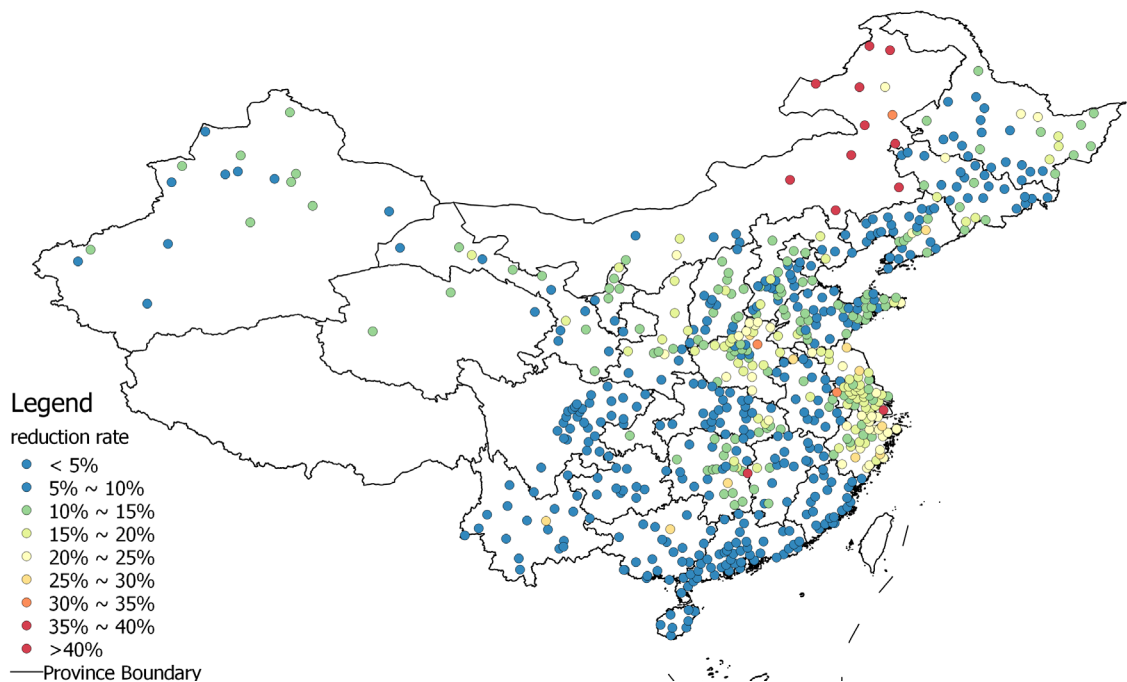 Legend
reduction rate
< 5%
5% ~ 10%
10% ~ 15%
15% ~ 20%
20% ~ 25%
25% ~ 30%
30% ~ 35%
35% ~ 40%
>40%
Province Boundary